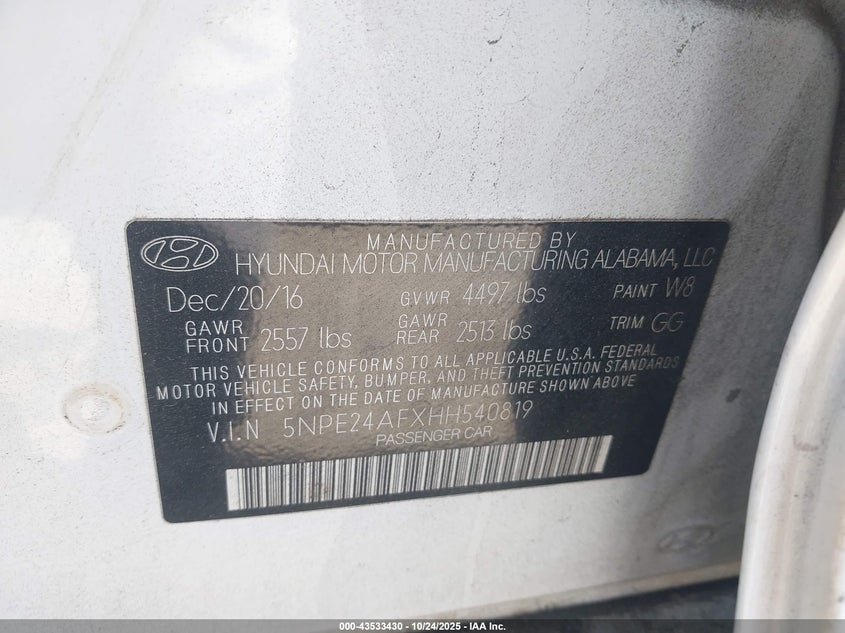 MANUFACTURED BY
HYUNDAI MOTOR MANUFACTURING ALABAMA, LLC
Dec/20/16 GVWR 4497 lbs PAINT W8
GAWR FRONT 2557 lbs GAWR REAR 2513 lbs TRIM GG
THIS VEHICLE CONFORMS TO ALL APPLICABLE U.S.A. FEDERAL
MOTOR VEHICLE SAFETY, BUMPER, AND THEFT PREVENTION STANDARDS
IN EFFECT ON THE DATE OF MANUFACTURE SHOWN ABOVE
V.I.N 5NPE24AFXHH540819
PASSENGER CAR
000-43533430 - 10/24/2025 - IAA Inc.